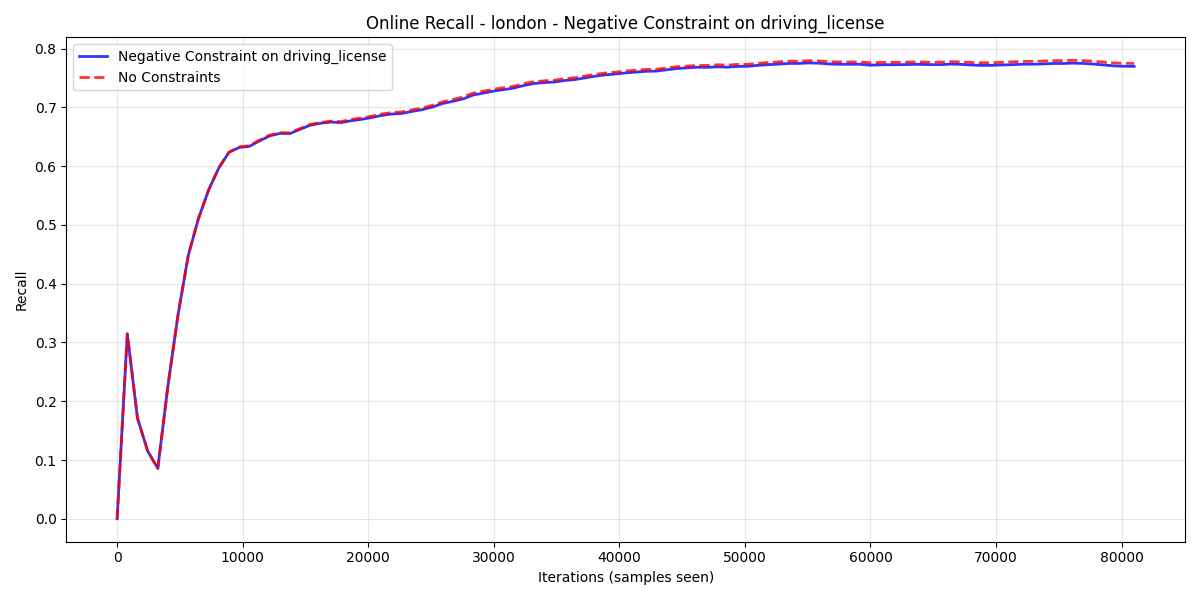 Online Recall - london - Negative Constraint on driving_license
Negative Constraint on driving_license
No Constraints
Recall
0.8
0.7
0.6
0.5
0.4
0.3
0.2
0.1
0.0
0 10000 20000 30000 40000 50000 60000 70000 80000
Iterations (samples seen)